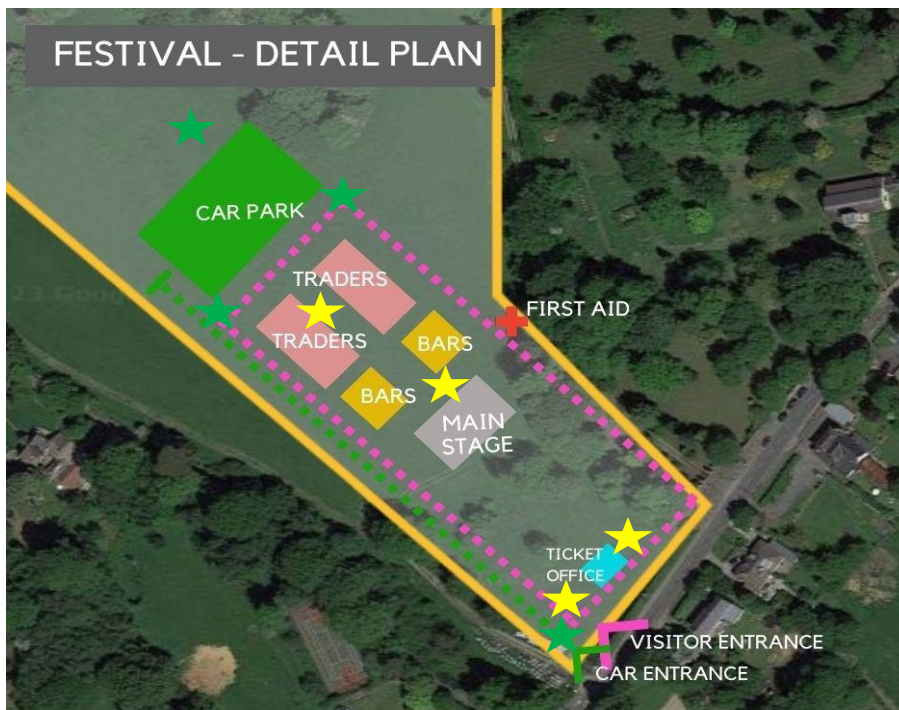 FESTIVAL - DETAIL PLAN
CAR PARK
TRADERS
FIRST AID
TRADERS
BARS
BARS
MAIN
STAGE
TICKET
OFFICE
VISITOR ENTRANCE
CAR ENTRANCE